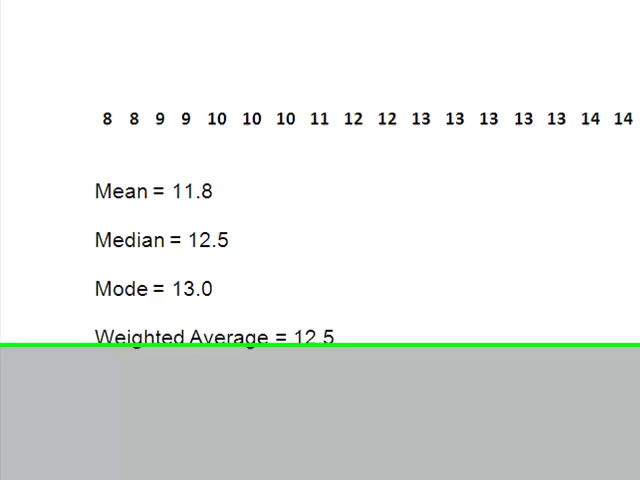 8 8 9 9 10 10 10 11 12 12 13 13 13 13 13 14 14
Mean = 11.8
Median = 12.5
Mode = 13.0
Weighted Average = 12.5